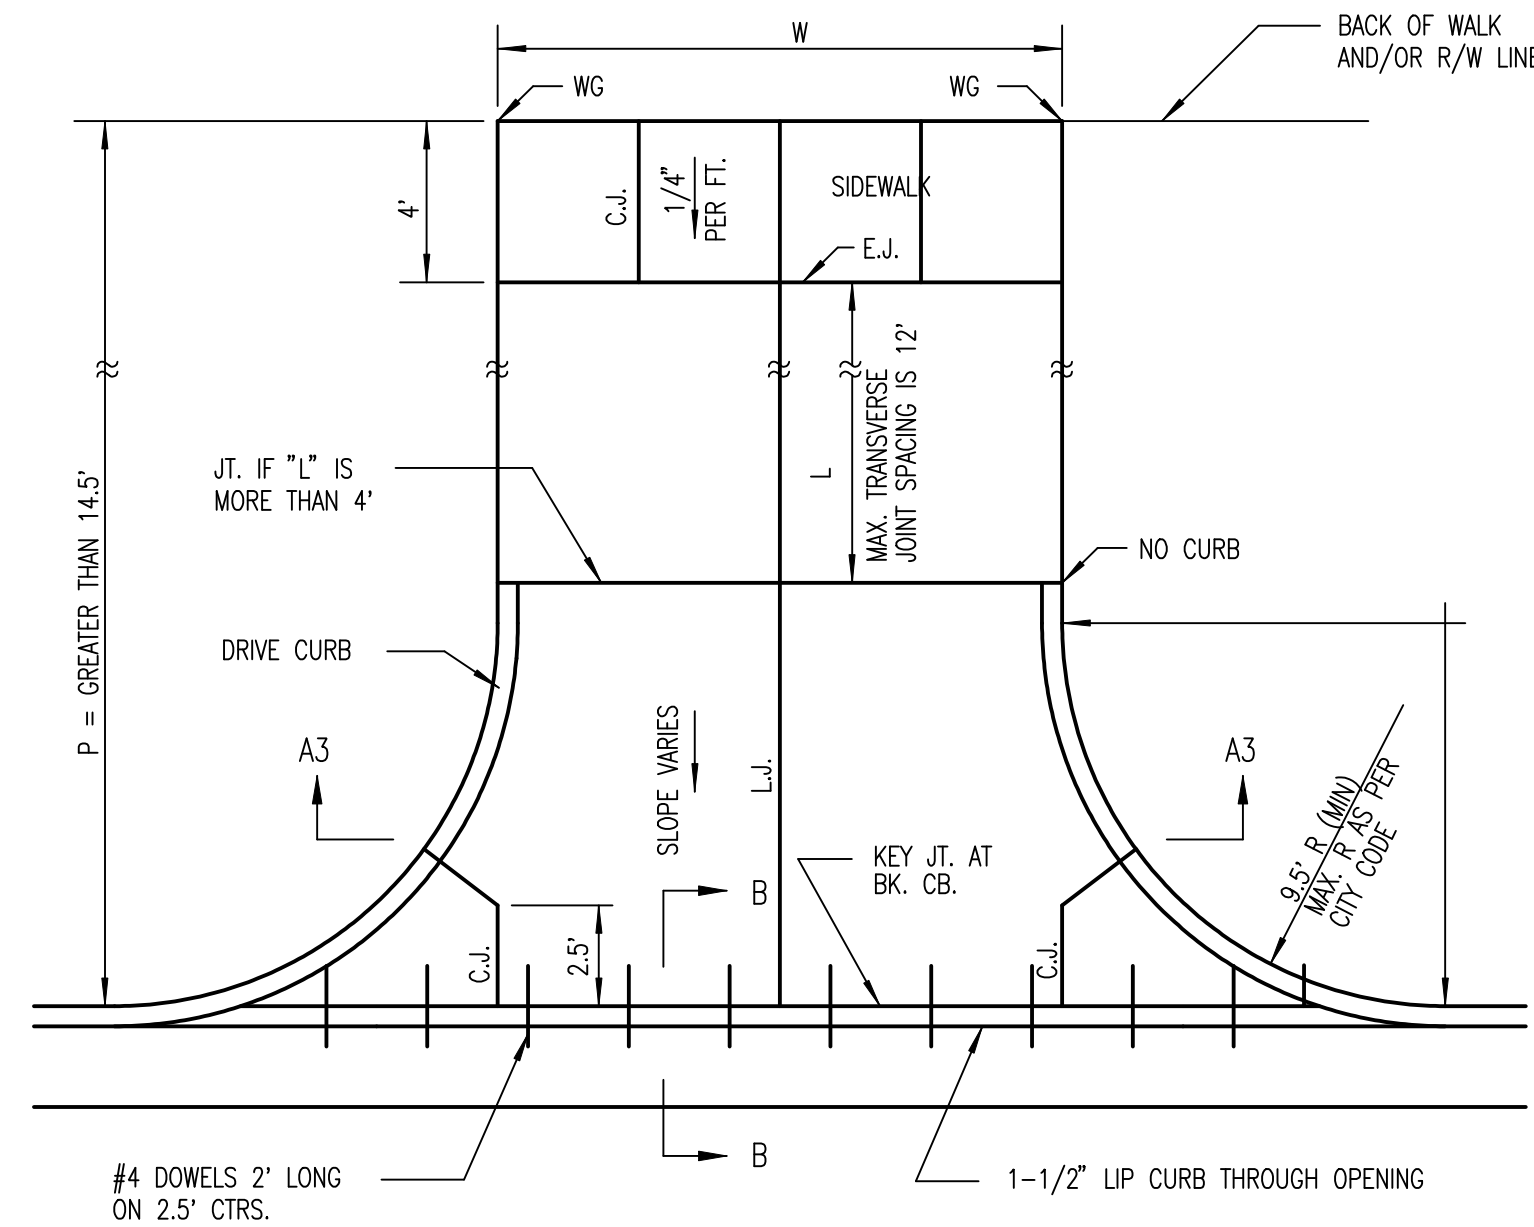 W
BACK OF WALK
AND/OR R/W LINE
WG
WG
4'
C.J.
1/4"
PER FT.
SIDEWALK
E.J.
MAX. TRANSVERSE
JOINT SPACING IS 12'
L
JT. IF "L" IS
MORE THAN 4'
P = GREATER THAN 14.5'
NO CURB
DRIVE CURB
A3
A3
SLOPE VARIES
L.J.
9.5' R (MIN)
MAX. R AS PER
CITY CODE
KEY JT. AT
BK. CB.
B
C.J.
2.5'
C.J.
B
#4 DOWELS 2' LONG
ON 2.5' CTRS.
1-1/2" LIP CURB THROUGH OPENING